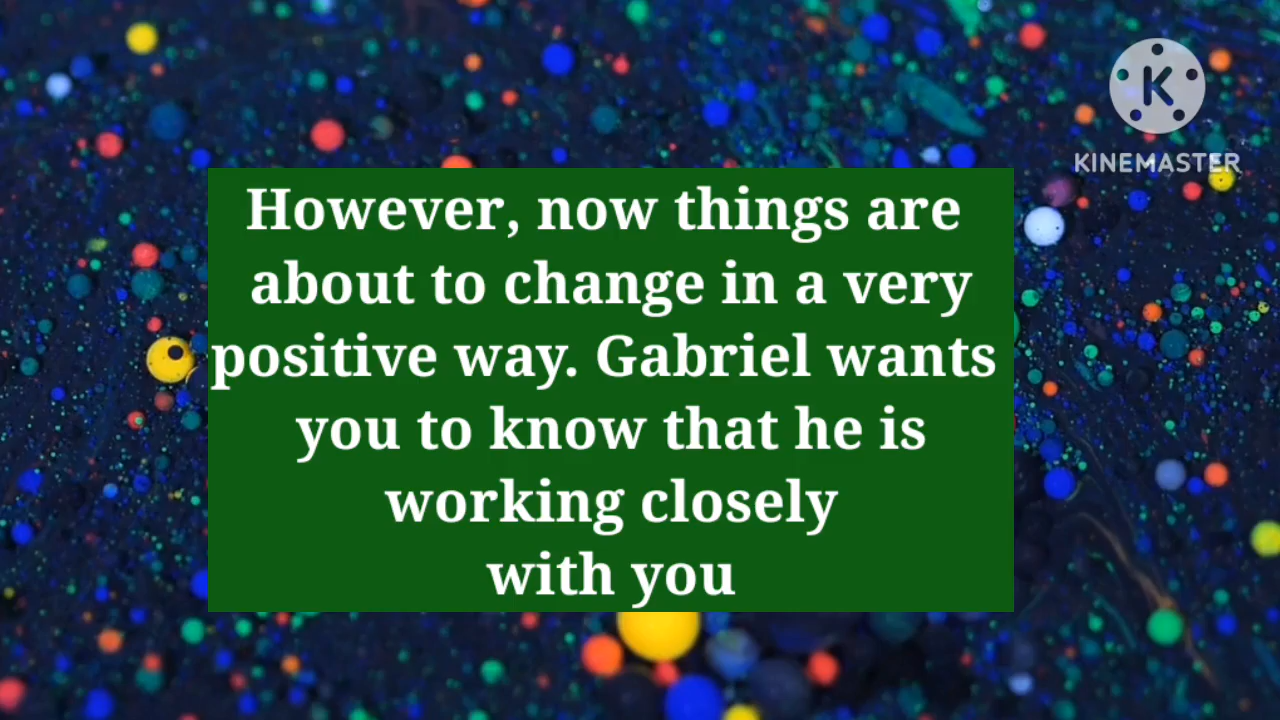 K
KINEMASTER
However, now things are
about to change in a very
positive way. Gabriel wants
you to know that he is
working closely
with you